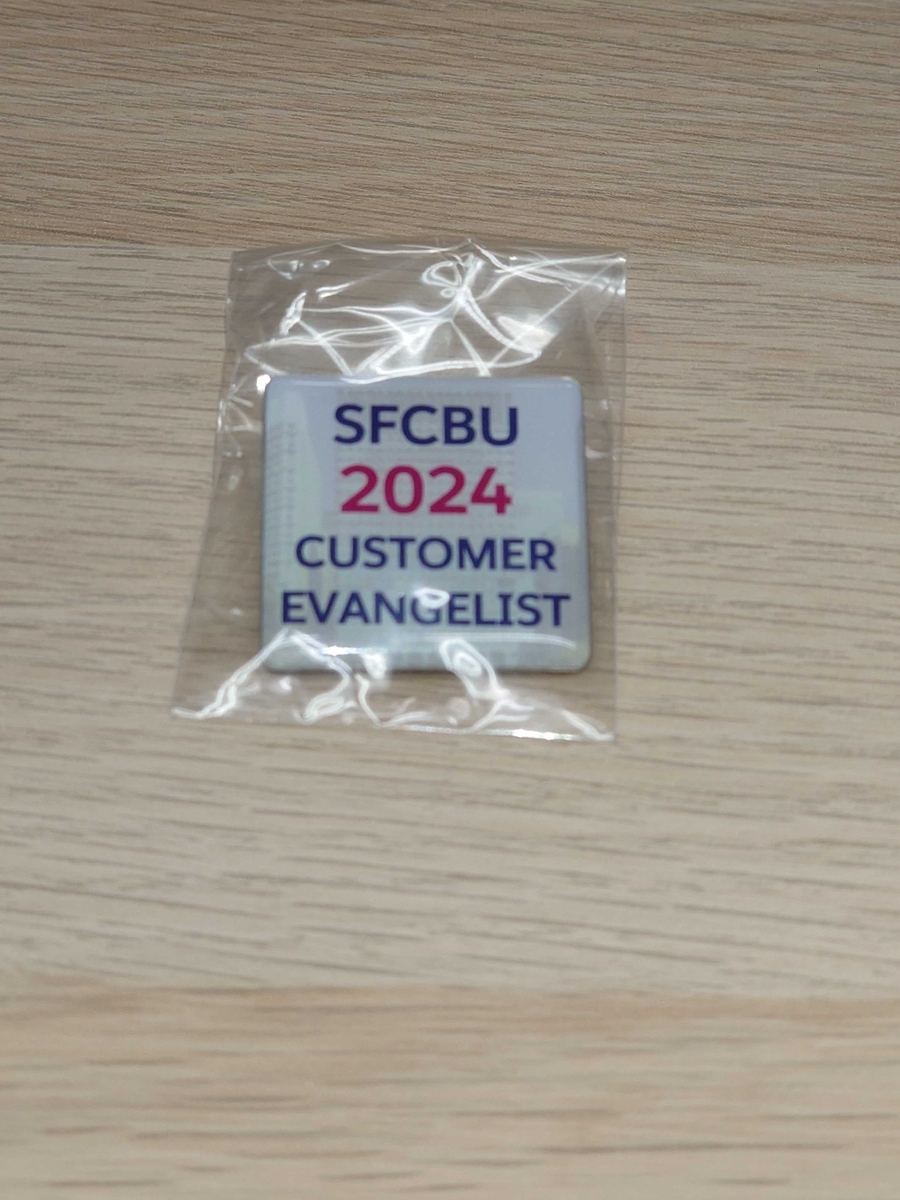 SFCBU
2024
CUSTOMER
EVANGELIST